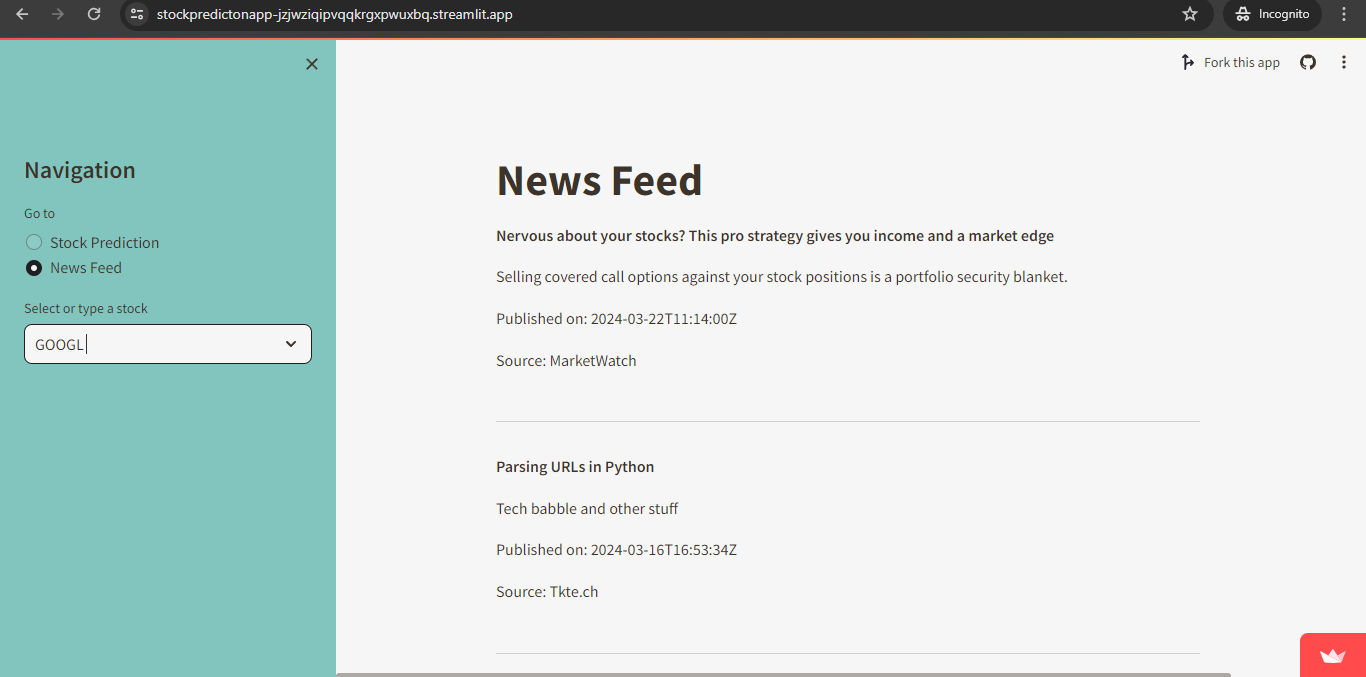 stockpredictonapp-jzjwziqipvqqkrgxpwuxbq.streamlit.app
Incognito
Fork this app
Navigation
Go to
Stock Prediction
News Feed
Select or type a stock
GOOGL
News Feed
Nervous about your stocks? This pro strategy gives you income and a market edge
Selling covered call options against your stock positions is a portfolio security blanket.
Published on: 2024-03-22T11:14:00Z
Source: MarketWatch
Parsing URLs in Python
Tech babble and other stuff
Published on: 2024-03-16T16:53:34Z
Source: Tkte.ch